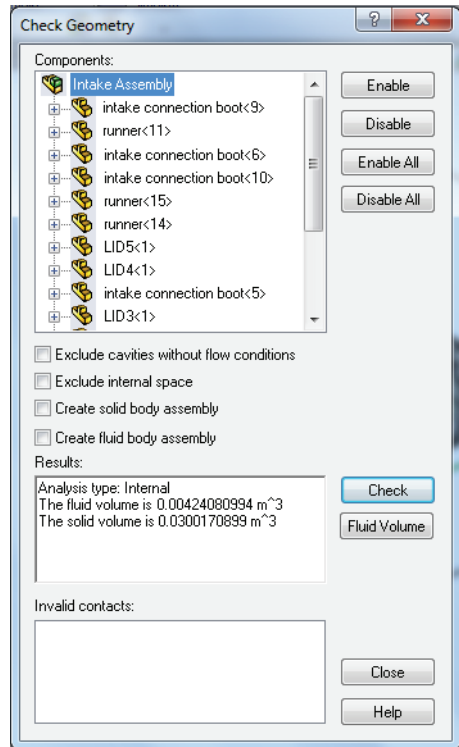 Check Geometry
?
X
Components:
Intake Assembly
intake connection boot<9>
runner<11>
intake connection boot<6>
intake connection boot<10>
runner<15>
runner<14>
LID5<1>
LID4<1>
intake connection boot<5>
LID3<1>
Enable
Disable
Enable All
Disable All
Exclude cavities without flow conditions
Exclude internal space
Create solid body assembly
Create fluid body assembly
Results:
Analysis type: Internal
The fluid volume is 0.00424080994 m^3
The solid volume is 0.0300170899 m^3
Check
Fluid Volume
Invalid contacts:
Close
Help